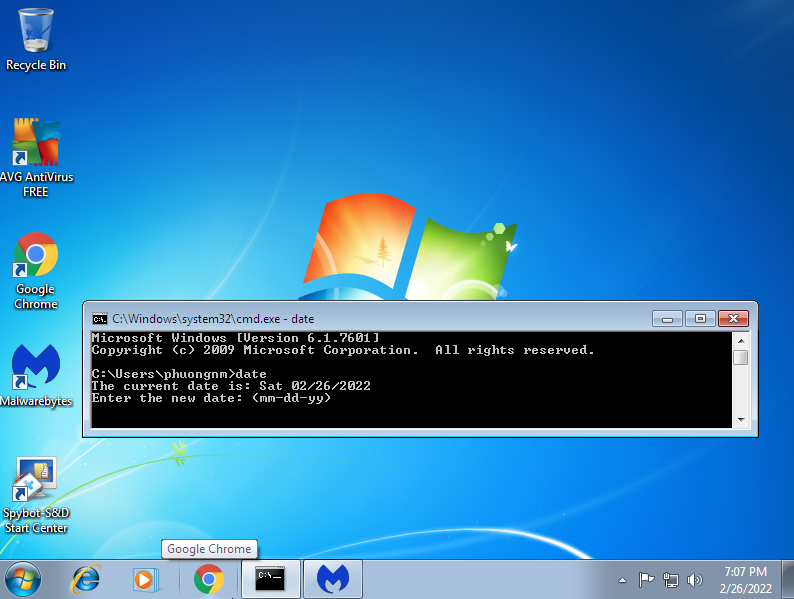 Recycle Bin
AVG AntiVirus
FREE
Google
Chrome
Malwarebytes
Spybot-S&D
Start Center
C:\Windows\system32\cmd.exe - date
Microsoft Windows [Version 6.1.7601]
Copyright (c) 2009 Microsoft Corporation.  All rights reserved.
C:\Users\phuongnm>date
The current date is: Sat 02/26/2022
Enter the new date: (mm-dd-yy)
Google Chrome
7:07 PM
2/26/2022